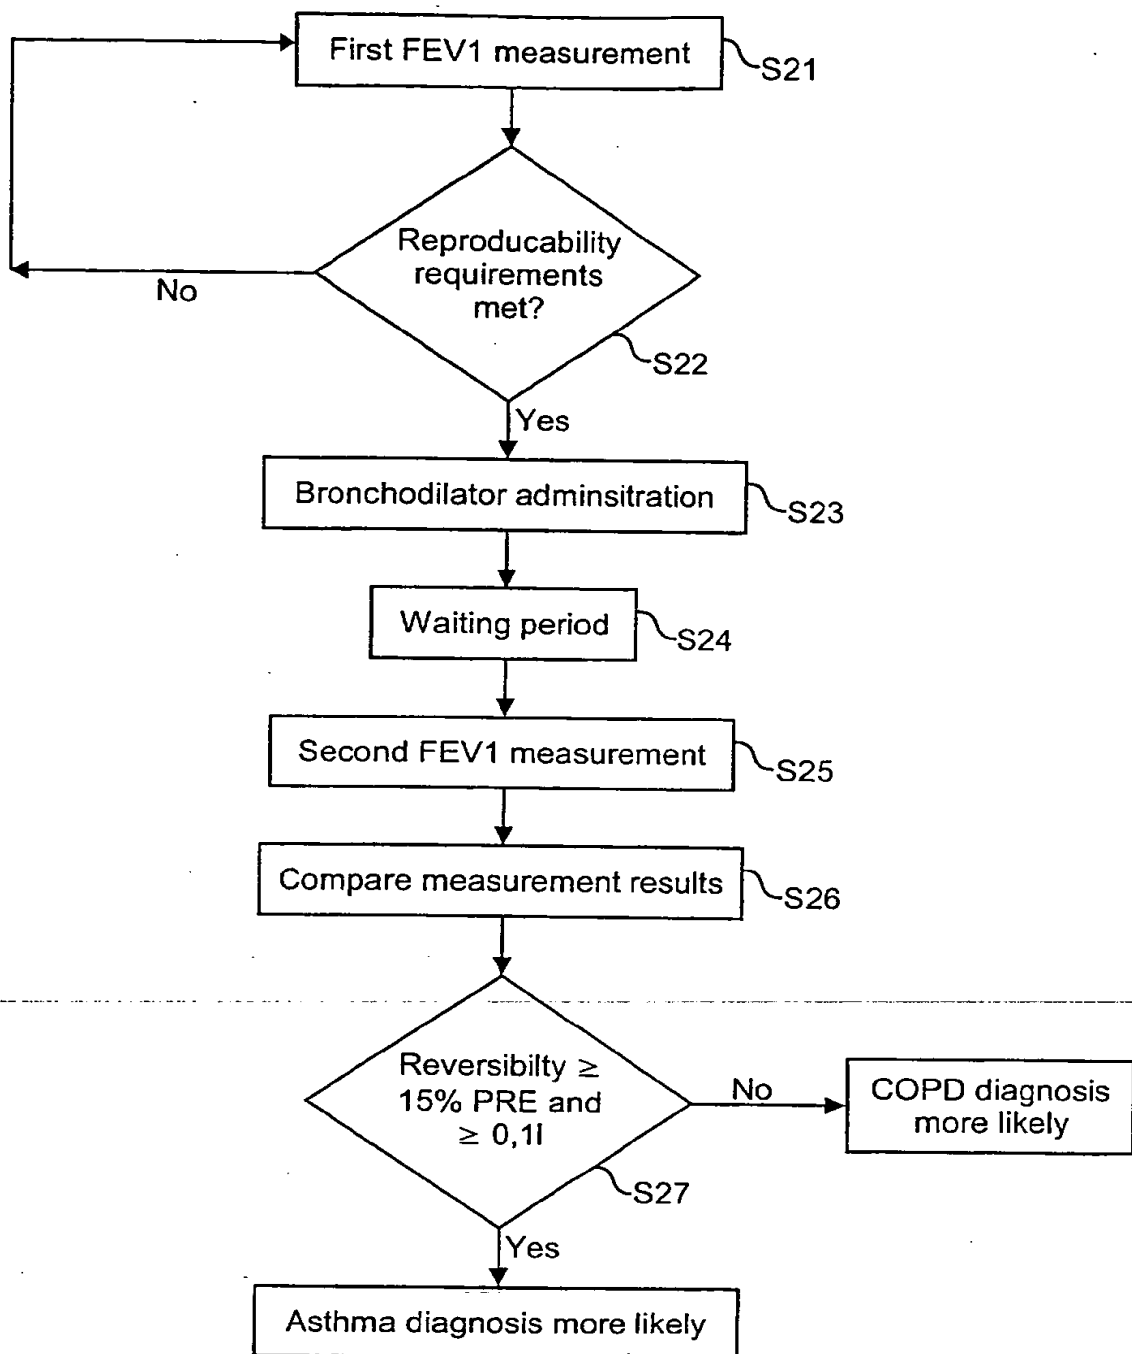 First FEV1 measurement
S21
Reproducability
requirements
met?
No
S22
Yes
Bronchodilator adminsitration
S23
Waiting period
S24
Second FEV1 measurement
S25
Compare measurement results
S26
Reversibilty ≥
15% PRE and
≥ 0,1l
No
COPD diagnosis
more likely
S27
Yes
Asthma diagnosis more likely